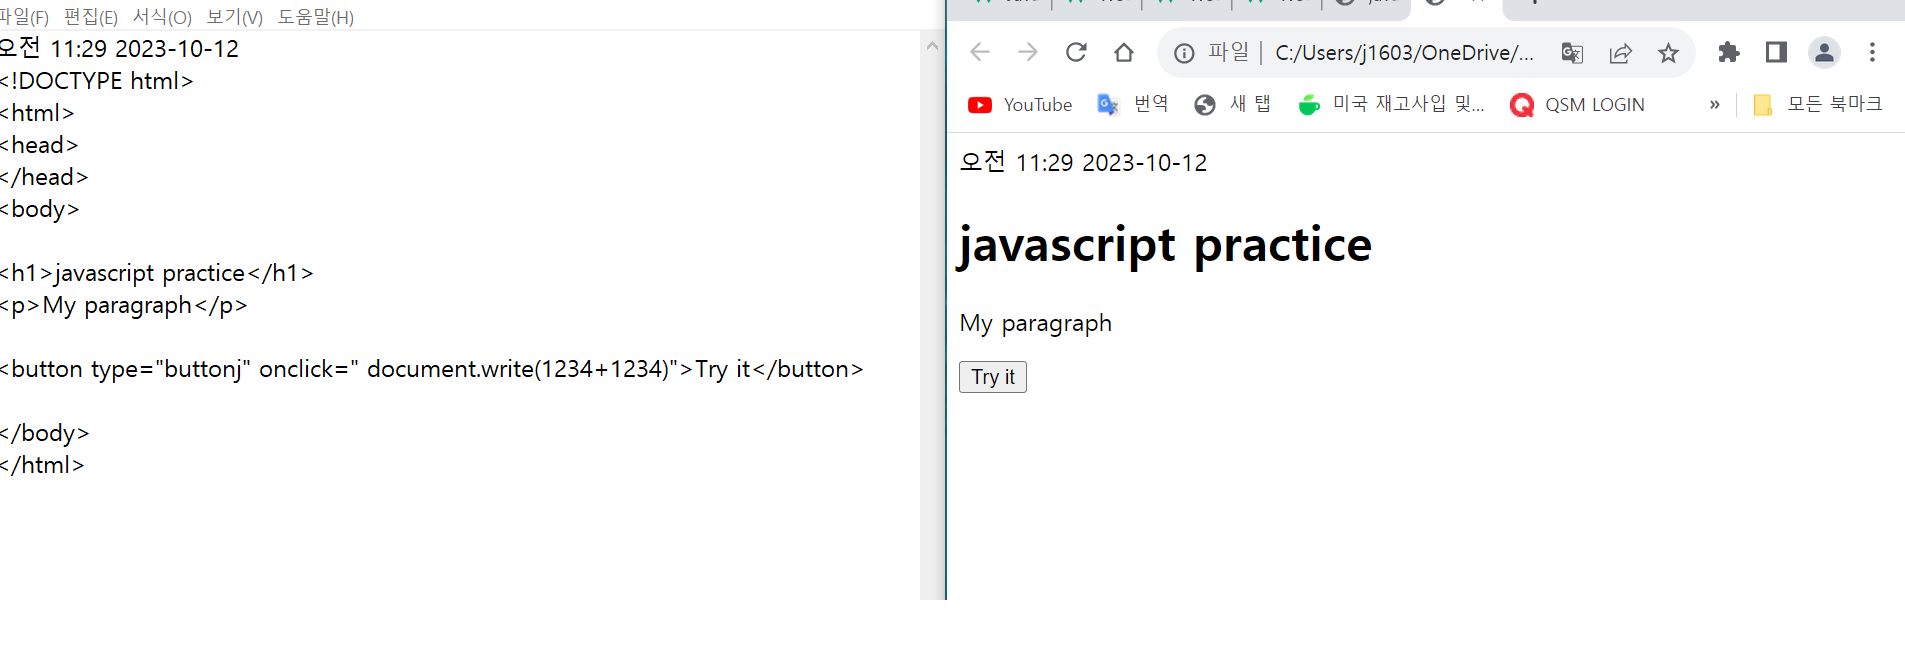 파일(F) 편집(E) 서식(O) 보기(V) 도움말(H)
오전 11:29 2023-10-12
<!DOCTYPE html>
<html>
<head>
</head>
<body>
<h1>javascript practice</h1>
<p>My paragraph</p>
<button type="buttonj" onclick=" document.write(1234+1234)">Try it</button>
</body>
</html>
파일 | C:/Users/j1603/OneDrive/...
YouTube 번역 새 탭 미국 재고사입 및... QSM LOGIN » 모든 북마크
오전 11:29 2023-10-12
javascript practice
My paragraph
Try it